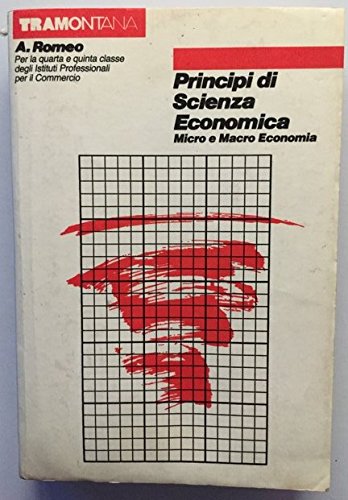 TRAMONTANA
A. Romeo
Per la quarta e quinta classe
degli Istituti Professionali
per il Commercio
Principi di
Scienza
Economica
Micro e Macro Economia